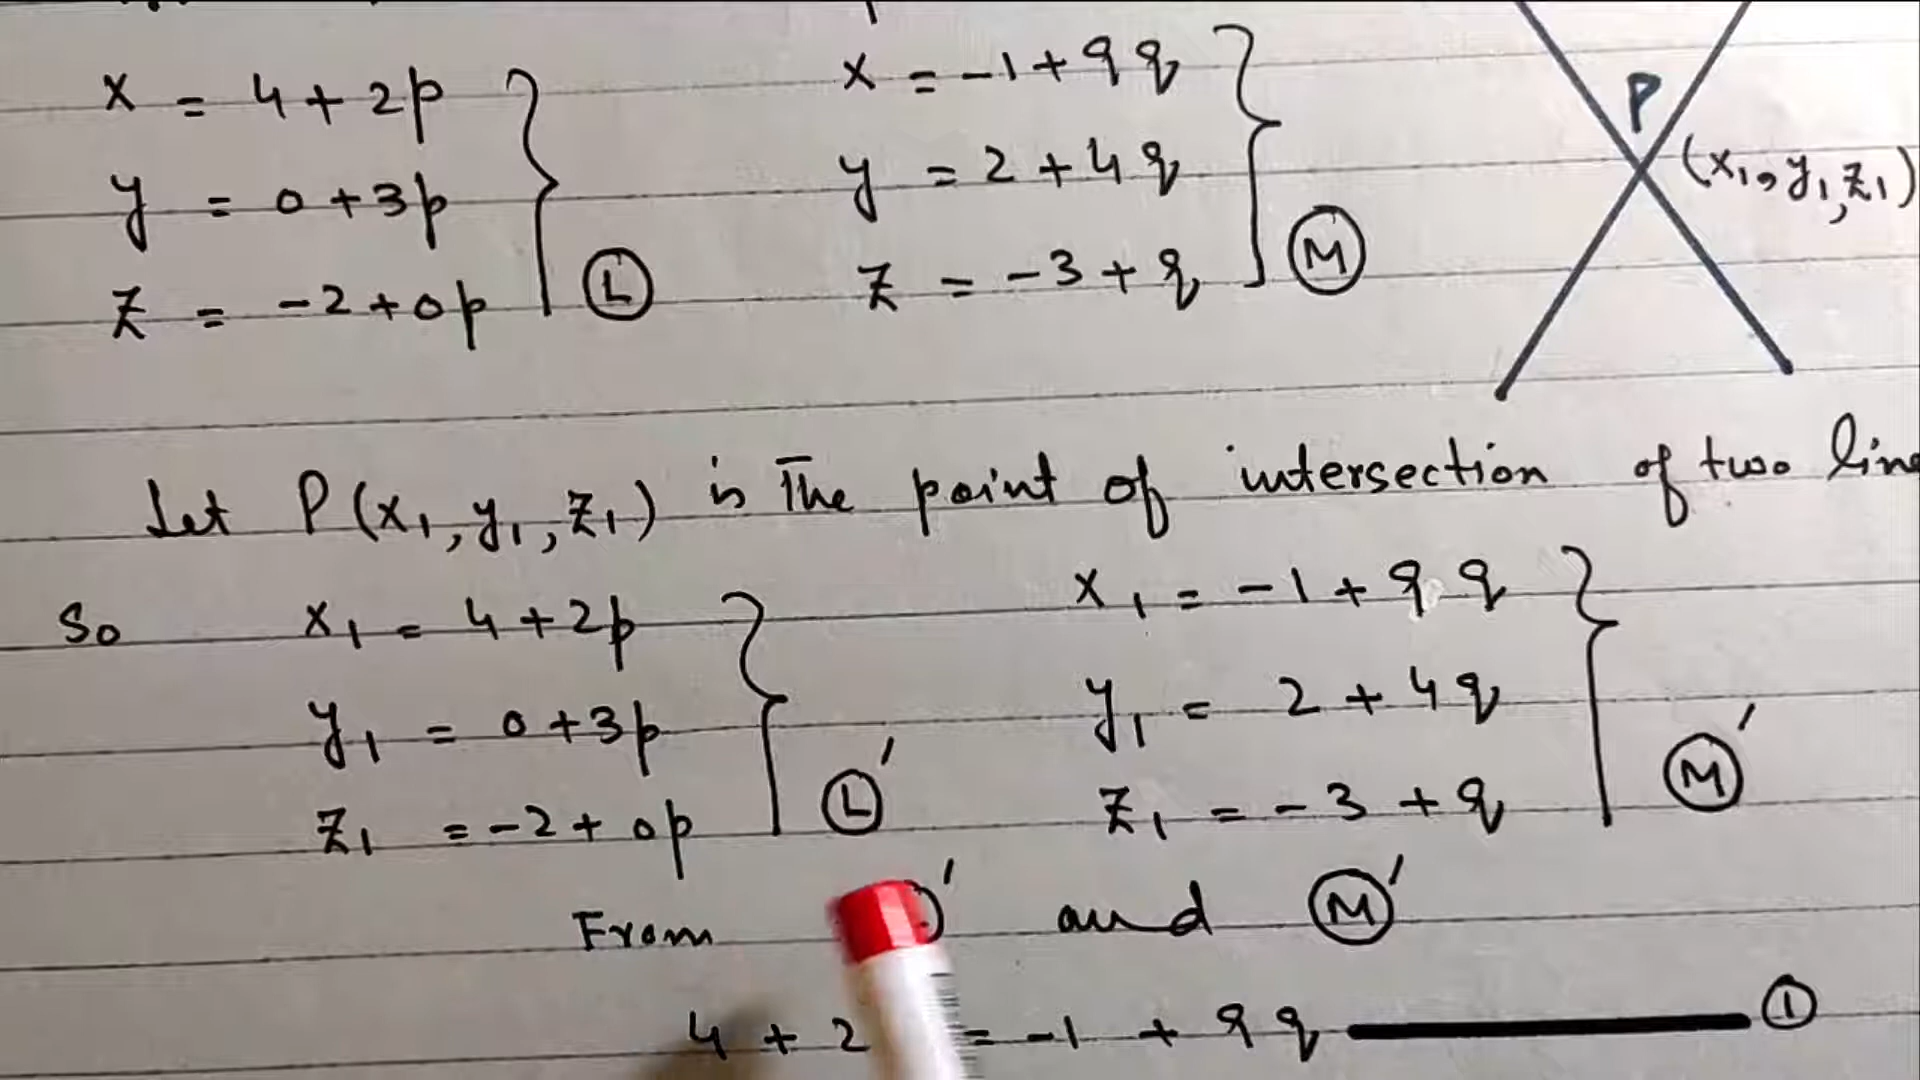 x = 4 + 2p
y = 0 + 3p
z = -2 + 0p
L
x = -1 + 9q
y = 2 + 4q
z = -3 + q
M
P
(x₁, y₁, z₁)
Let P(x₁, y₁, z₁) is The point of intersection of two line
So x₁ = 4 + 2p
y₁ = 0 + 3p
z₁ = -2 + 0p
L'
x₁ = -1 + 9q
y₁ = 2 + 4q
z₁ = -3 + q
M'
From ' and M'
4 + 2 = -1 + 9q 1